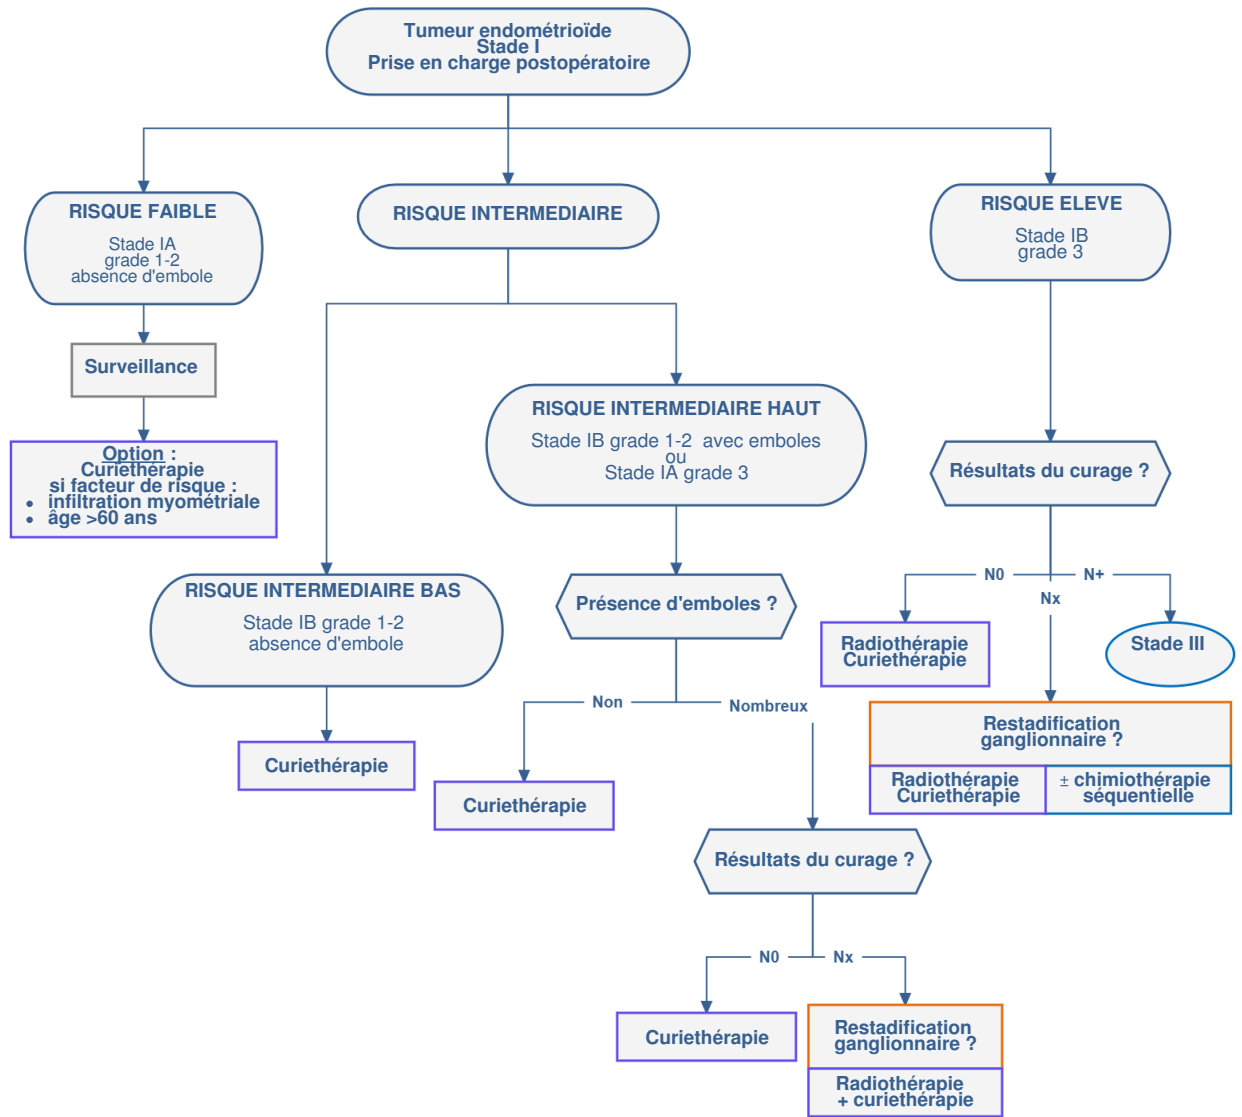 Tumeur endométrioïde
Stade I
Prise en charge postopératoire
RISQUE FAIBLE
Stade IA
grade 1-2
absence d'embole
RISQUE INTERMEDIAIRE
RISQUE ELEVE
Stade IB
grade 3
Surveillance
Option :
Curiethérapie
si facteur de risque :
• infiltration myométriale
• âge >60 ans
RISQUE INTERMEDIAIRE HAUT
Stade IB grade 1-2 avec emboles
ou
Stade IA grade 3
Résultats du curage ?
RISQUE INTERMEDIAIRE BAS
Stade IB grade 1-2
absence d'embole
Présence d'emboles ?
N0
N+
Nx
Radiothérapie
Curiethérapie
Stade III
Non
Nombreux
Restadification
ganglionnaire ?
Radiothérapie
Curiethérapie
± chimiothérapie
séquentielle
Curiethérapie
Curiethérapie
Résultats du curage ?
N0
Nx
Curiethérapie
Restadification
ganglionnaire ?
Radiothérapie
+ curiethérapie